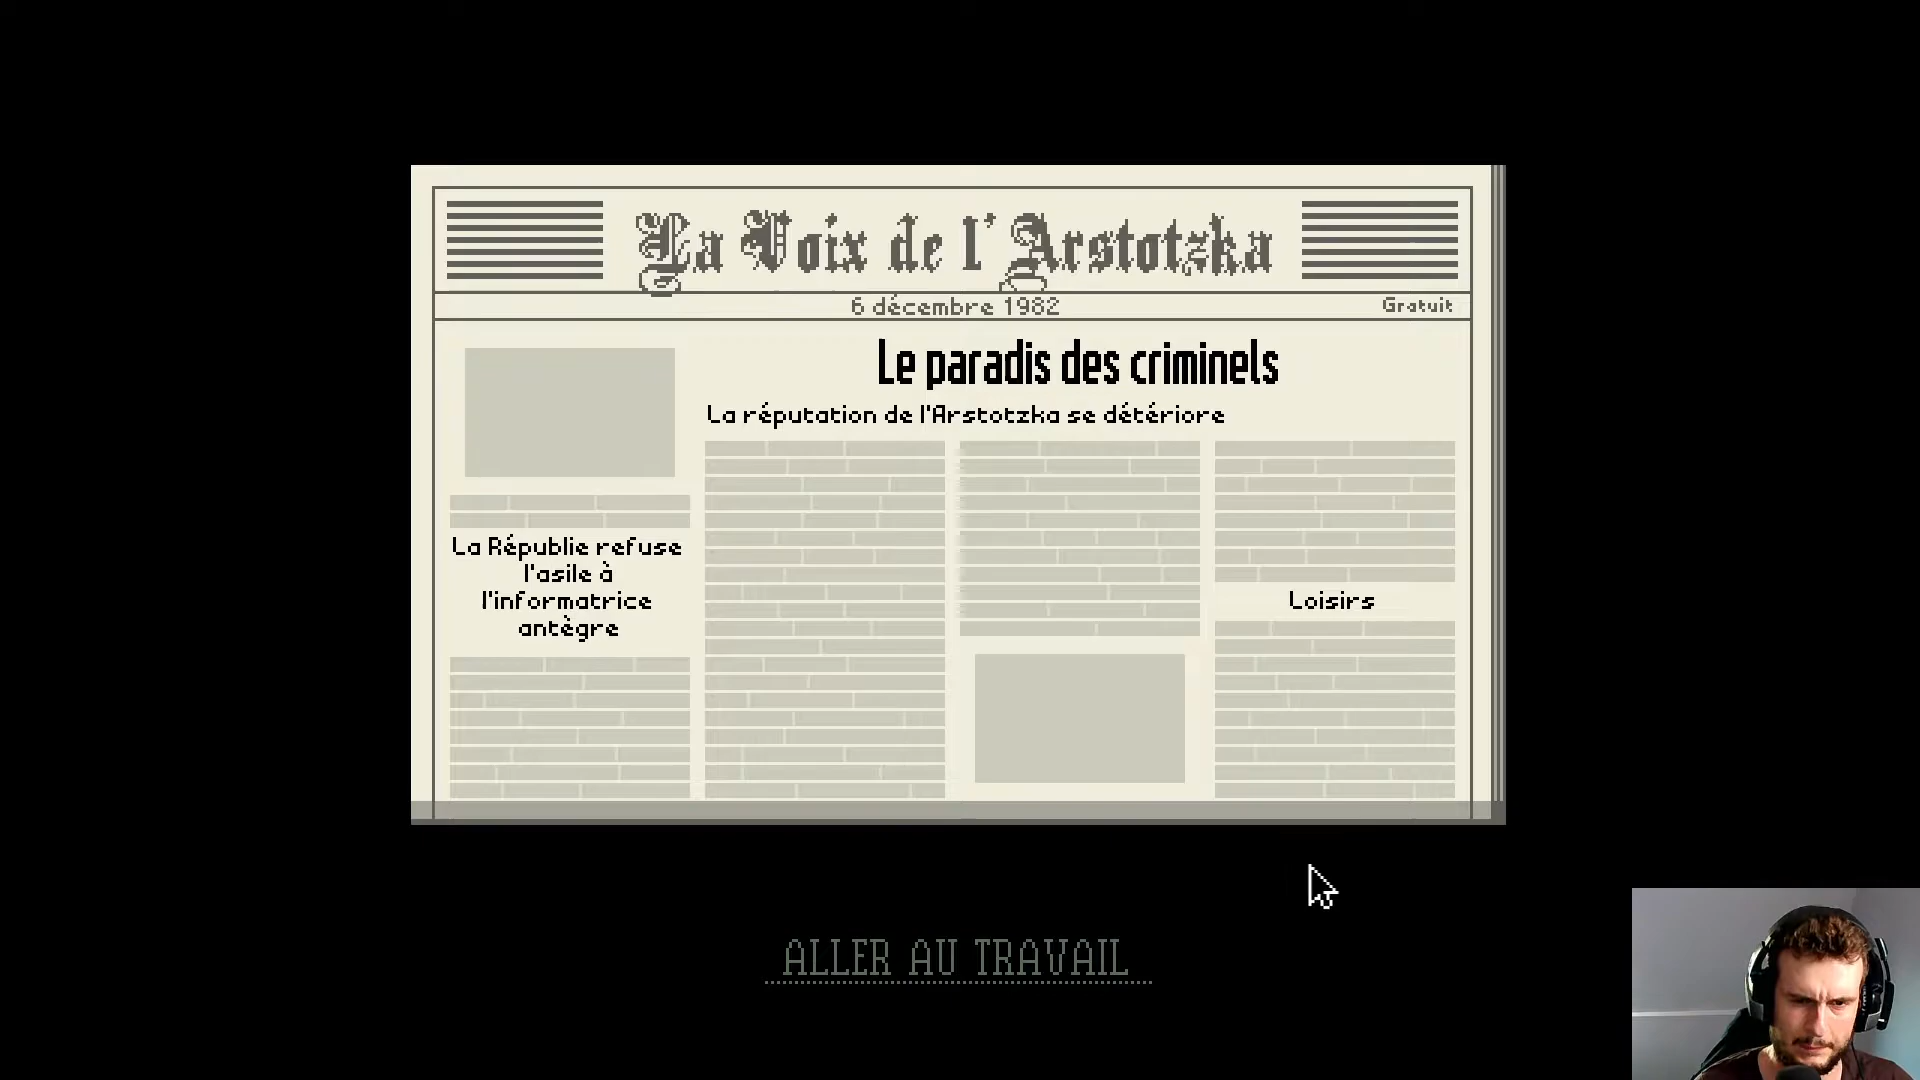 La Voix de l'Arstotzka
6 décembre 1982
Gratuit
Le paradis des criminels
La réputation de l'Arstotzka se détériore
La Républie refuse
l'asile à
l'informatrice
antègre
Loisirs
ALLER AU TRAVAIL